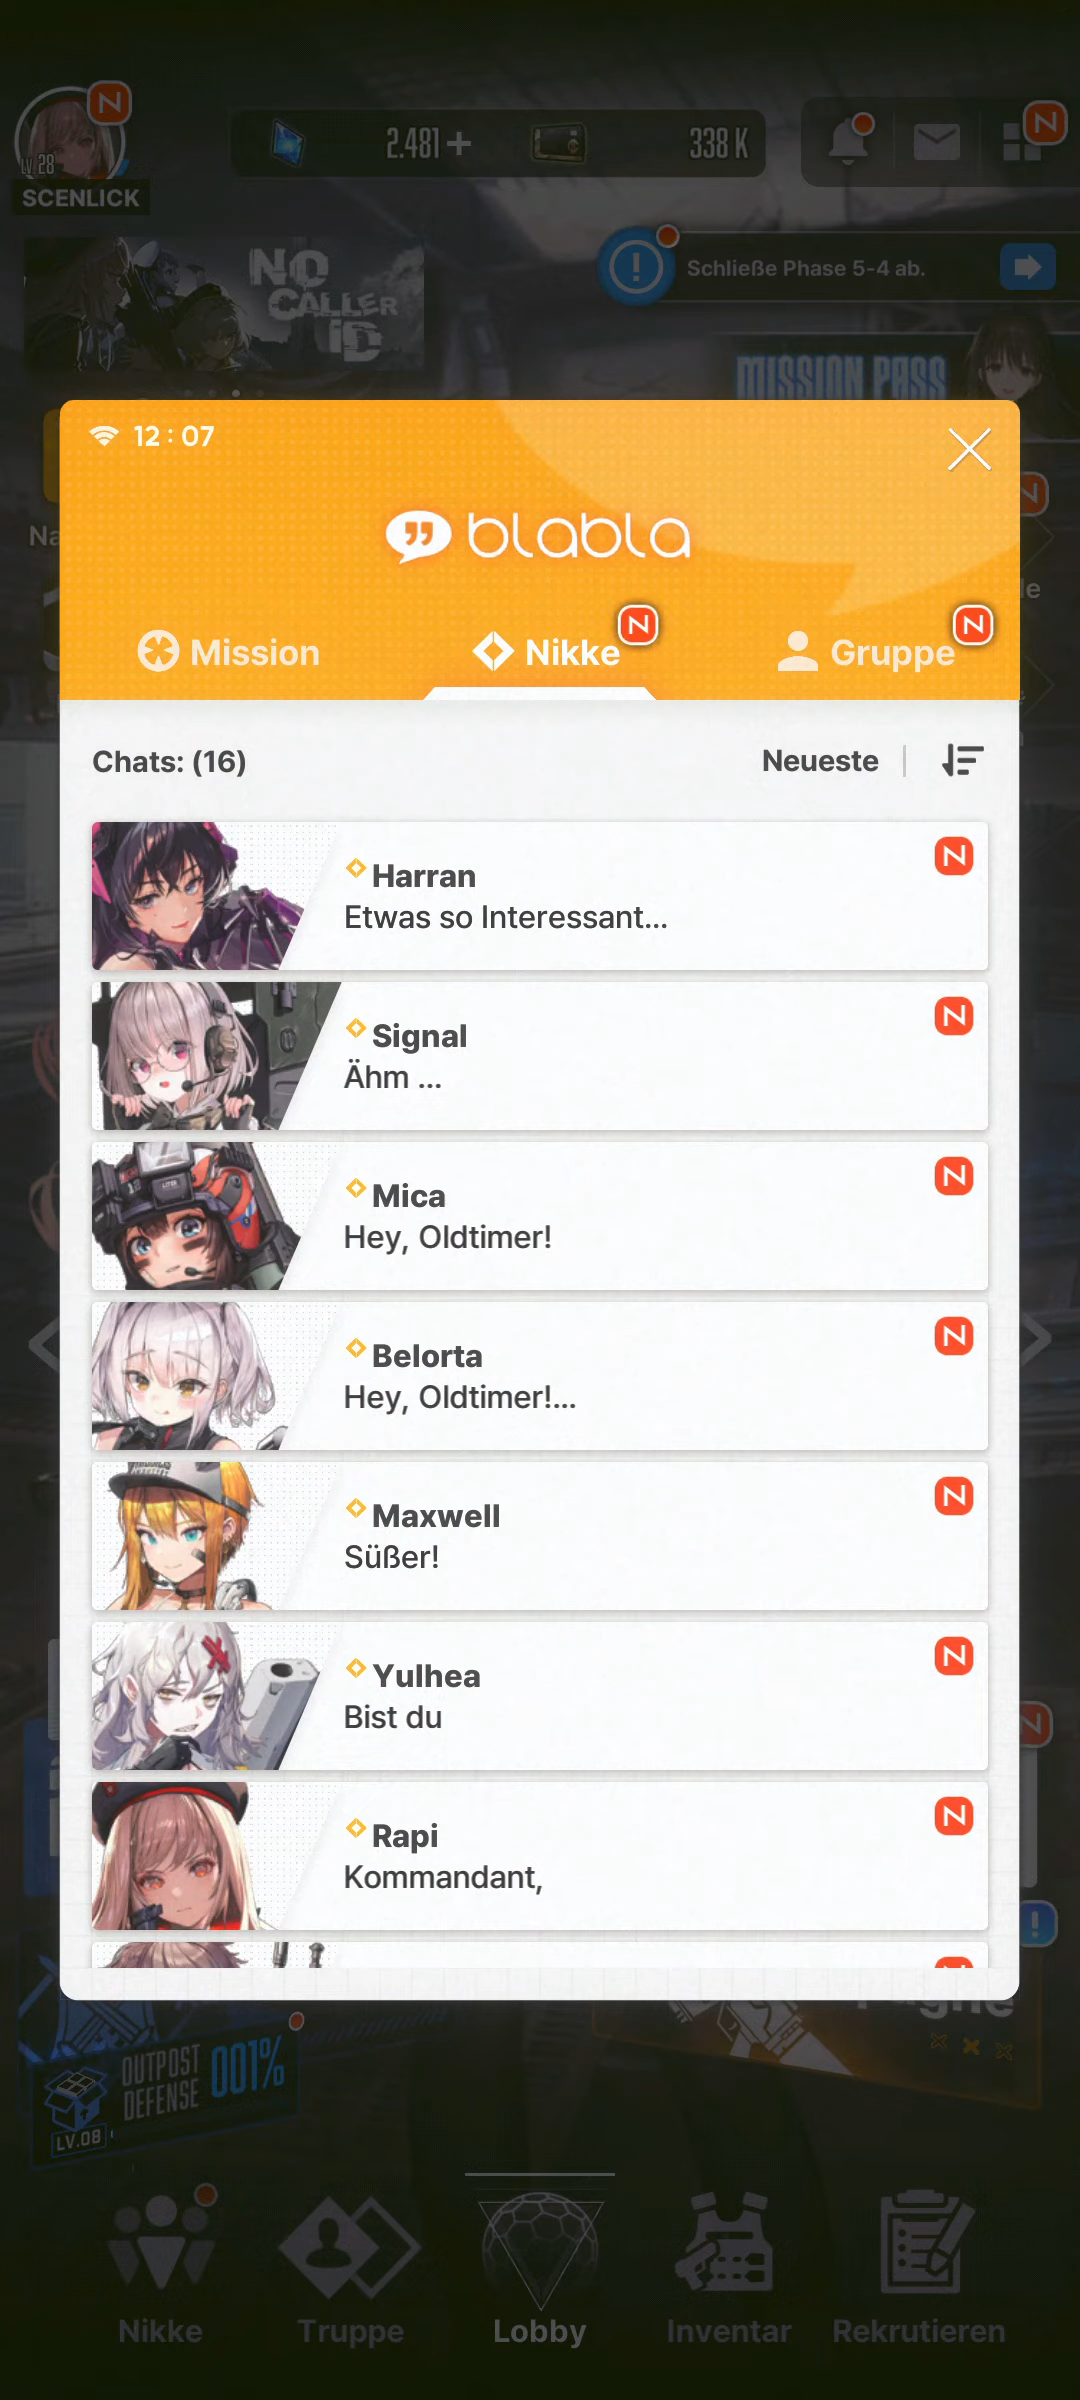 LV.28
SCENLICK
2.481
338 K
NO CALLER iD
Schließe Phase 5-4 ab.
MISSION PASS
12 : 07
blabla
Mission
Nikke
Gruppe
Chats: (16)
Neueste
Harran
Etwas so Interessant...
Signal
Ähm ...
Mica
Hey, Oldtimer!
Belorta
Hey, Oldtimer!...
Maxwell
Süßer!
Yulhea
Bist du
Rapi
Kommandant,
OUTPOST
DEFENSE
001%
LV.08
Nikke
Truppe
Lobby
Inventar
Rekrutieren